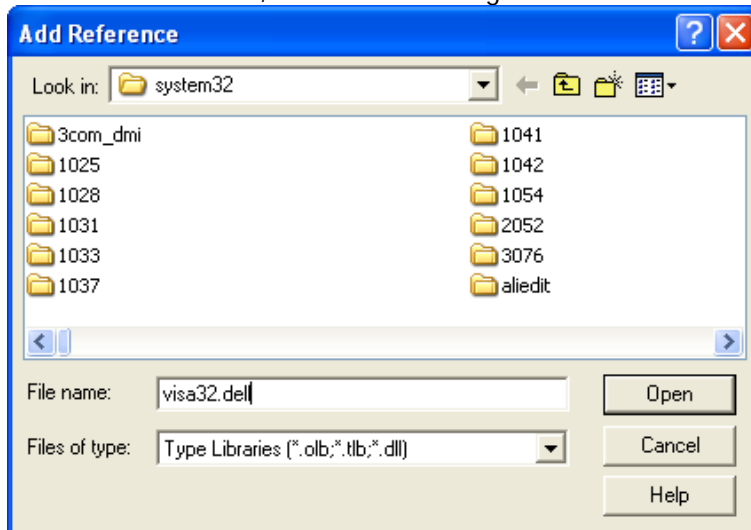 Add Reference
Look in: system32
3com_dmi
1025
1028
1031
1033
1037
1041
1042
1054
2052
3076
aliedit
File name: visa32.dell
Open
Files of type: Type Libraries (*.olb;*.tlb;*.dll)
Cancel
Help